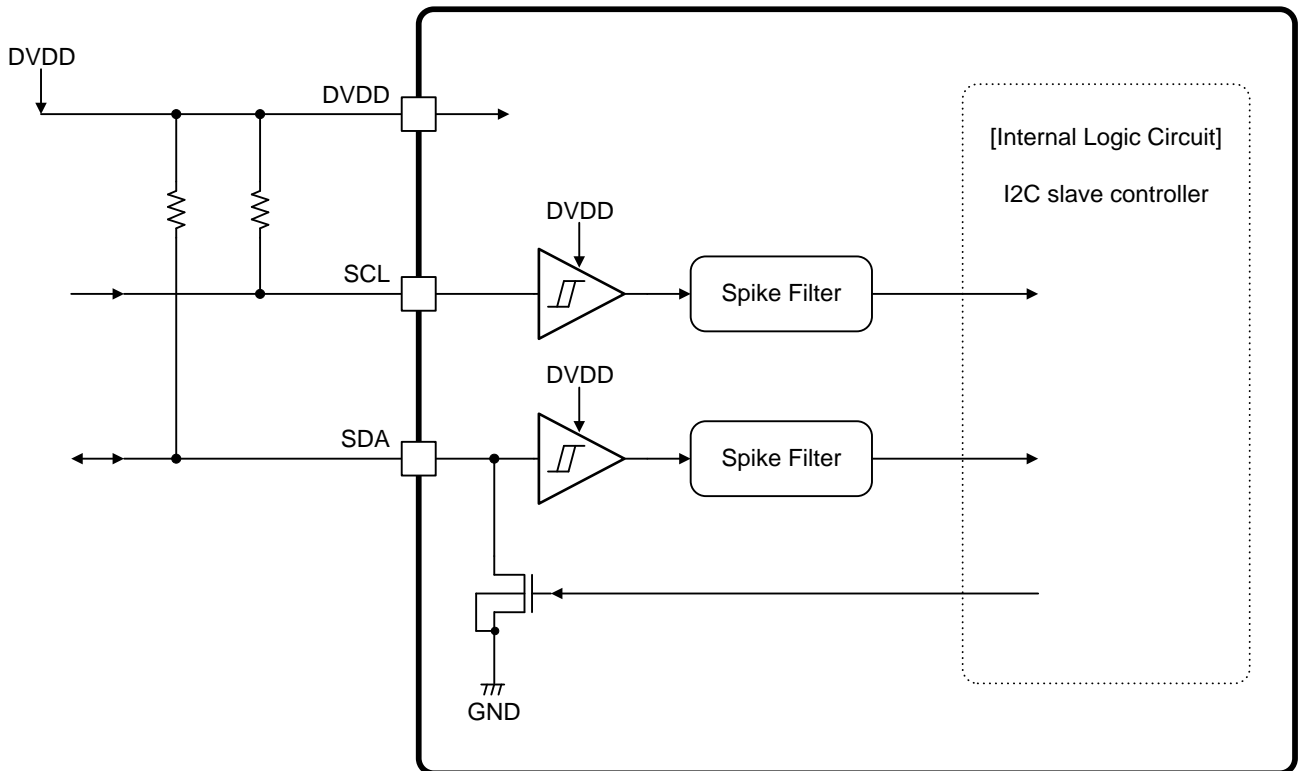 DVDD
DVDD
[Internal Logic Circuit]
I2C slave controller
DVDD
SCL
Spike Filter
DVDD
SDA
Spike Filter
GND